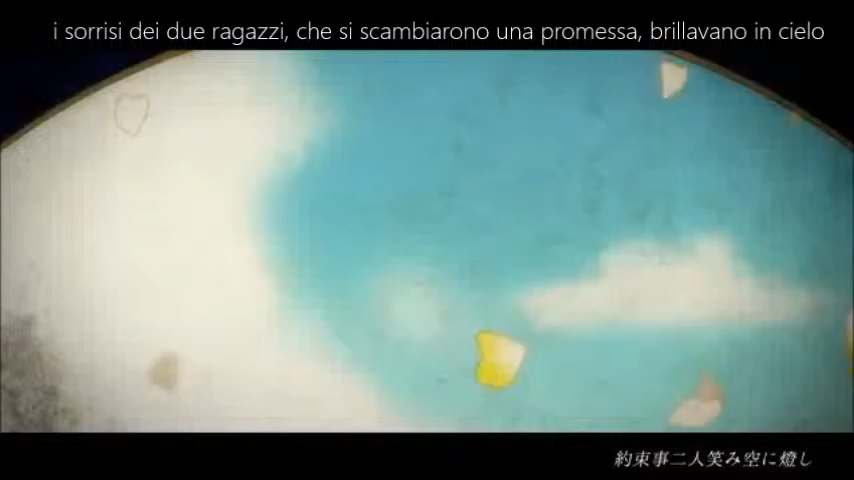 i sorrisi dei due ragazzi, che si scambiarono una promessa, brillavano in cielo
約束事二人笑み空に燈し